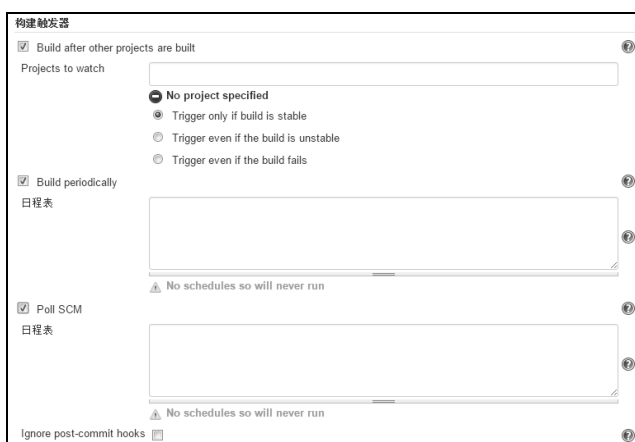 构建触发器
Build after other projects are built
Projects to watch
No project specified
Trigger only if build is stable
Trigger even if the build is unstable
Trigger even if the build fails
Build periodically
日程表
No schedules so will never run
Poll SCM
日程表
No schedules so will never run
Ignore post-commit hooks